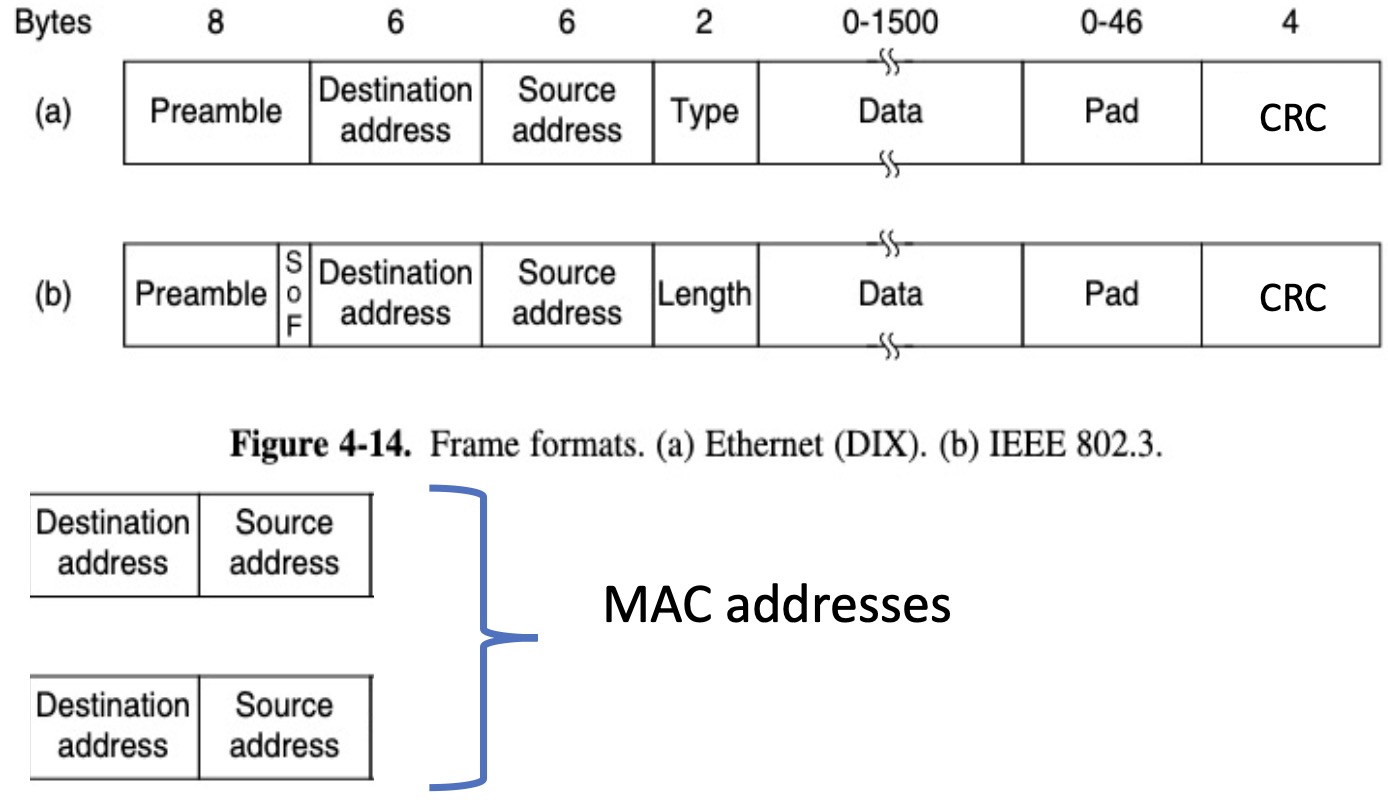 Bytes 8 6 6 2 0-1500 0-46 4
(a) Preamble Destination address Source address Type Data Pad CRC
(b) Preamble SoF Destination address Source address Length Data Pad CRC
Figure 4-14. Frame formats. (a) Ethernet (DIX). (b) IEEE 802.3.
Destination address Source address
MAC addresses
Destination address Source address